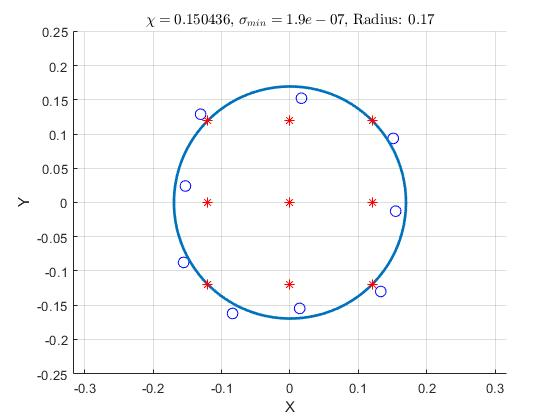 χ = 0.150436, σ_min = 1.9e − 07, Radius: 0.17
0.25
0.2
0.15
0.1
0.05
0
-0.05
-0.1
-0.15
-0.2
-0.25
Y
-0.3 -0.2 -0.1 0 0.1 0.2 0.3
X